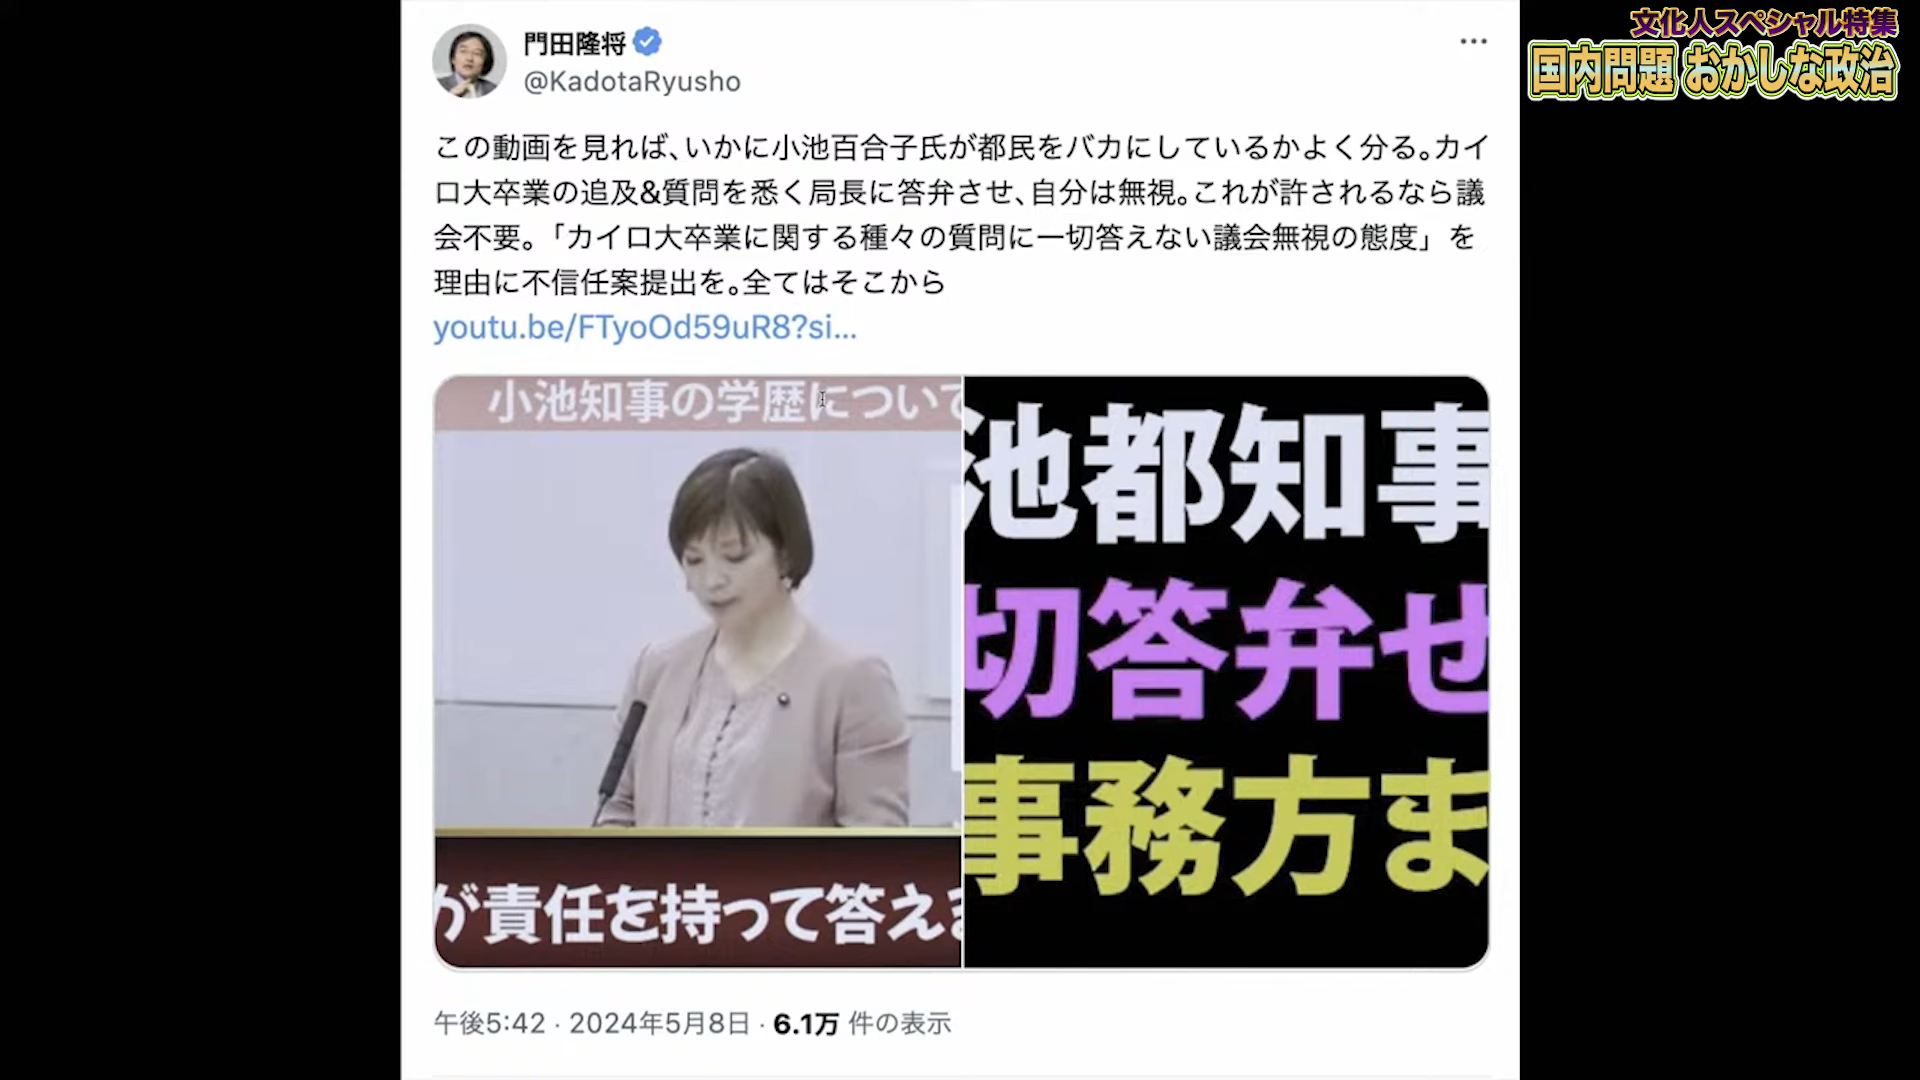 文化人スペシャル特集
国内問題 おかしな政治
門田隆将
@KadotaRyusho
この動画を見れば、いかに小池百合子氏が都民をバカにしているかよく分る。カイ
ロ大卒業の追及&質問を悉く局長に答弁させ、自分は無視。これが許されるなら議
会不要。「カイロ大卒業に関する種々の質問に一切答えない議会無視の態度」を
理由に不信任案提出を。全てはそこから
youtu.be/FTyoOd59uR8?si...
小池知事の学歴について
が責任を持って答えま
池都知事
切答弁せ
事務方ま
午後5:42 · 2024年5月8日 · 6.1万 件の表示